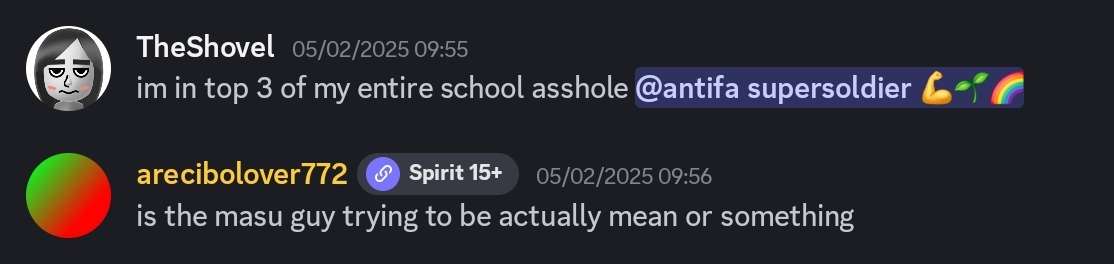 TheShovel 05/02/2025 09:55
im in top 3 of my entire school asshole @antifa supersoldier 💪🌱🌈
arecibolover772 Spirit 15+ 05/02/2025 09:56
is the masu guy trying to be actually mean or something